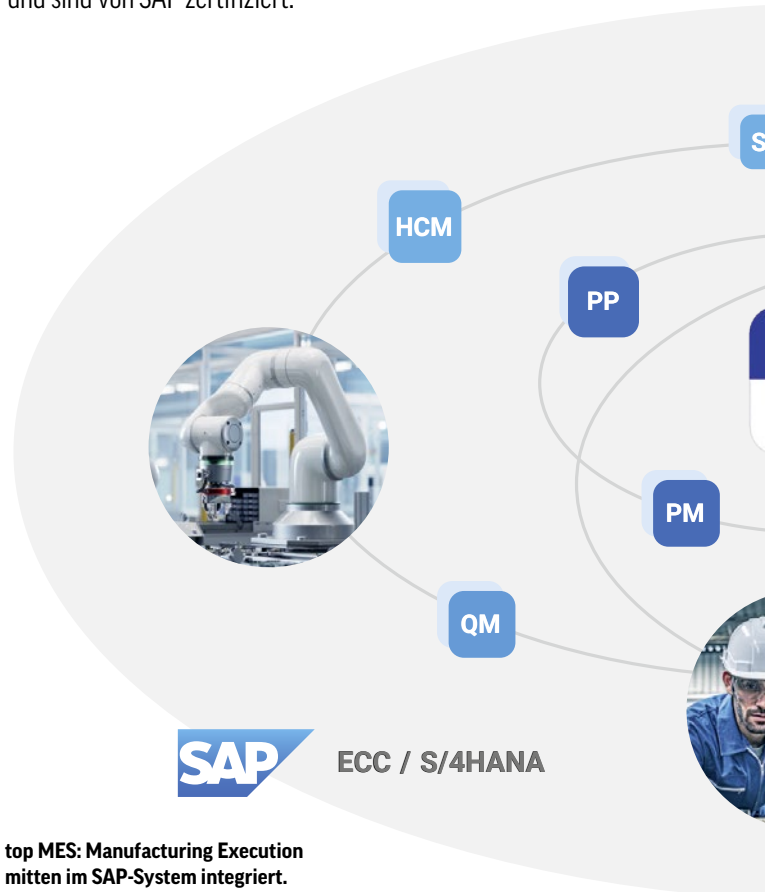 und sind von SAP zertifiziert.
HCM
PP
PM
QM
SAP
ECC / S/4HANA
top MES: Manufacturing Execution
mitten im SAP-System integriert.